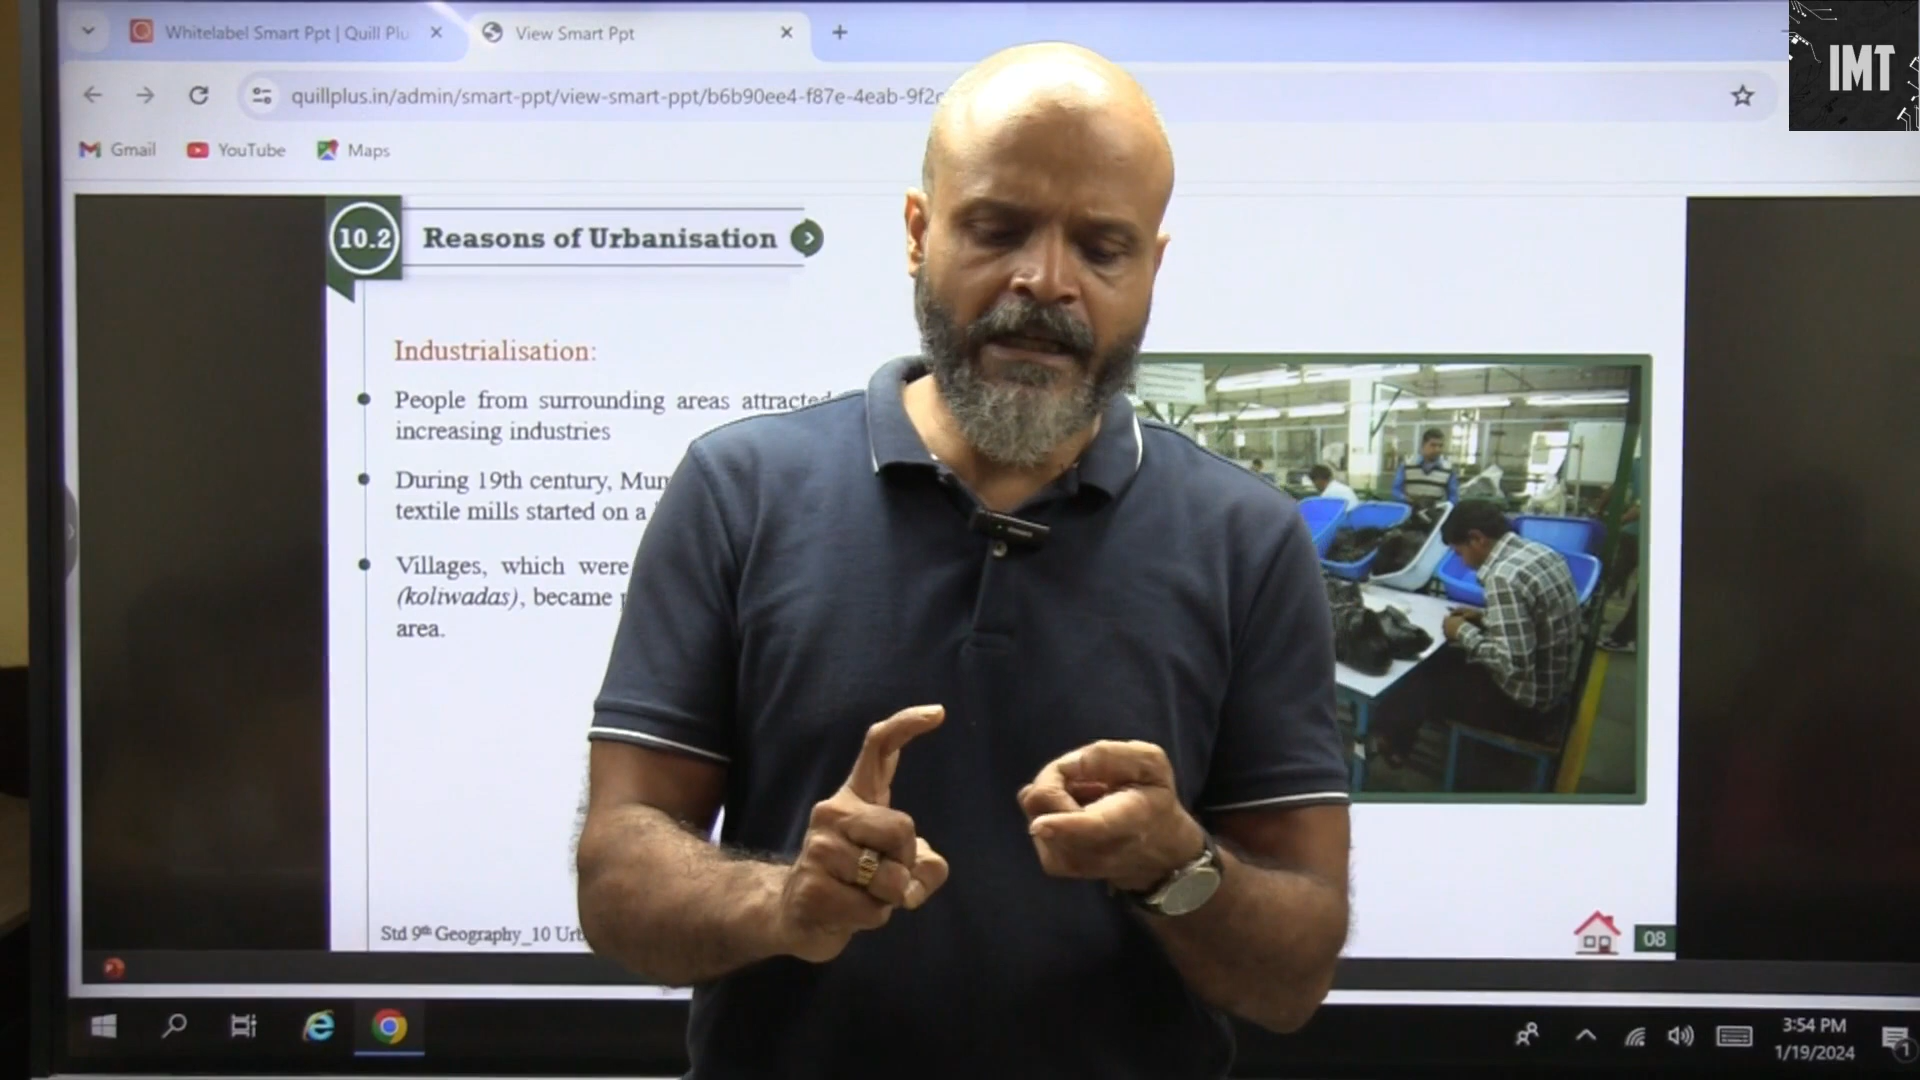 Whitelabel Smart Ppt | Quill Plu
View Smart Ppt
IMT
quillplus.in/admin/smart-ppt/view-smart-ppt/b6b90ee4-f87e-4eab-9f2
Gmail
YouTube
Maps
10.2
Reasons of Urbanisation
Industrialisation:
People from surrounding areas attracted
increasing industries
During 19th century,
textile mills started on a
Villages, which were
(koliwadas), became
area.
Std 9th Geography_10
08
3:54 PM
1/19/2024
1